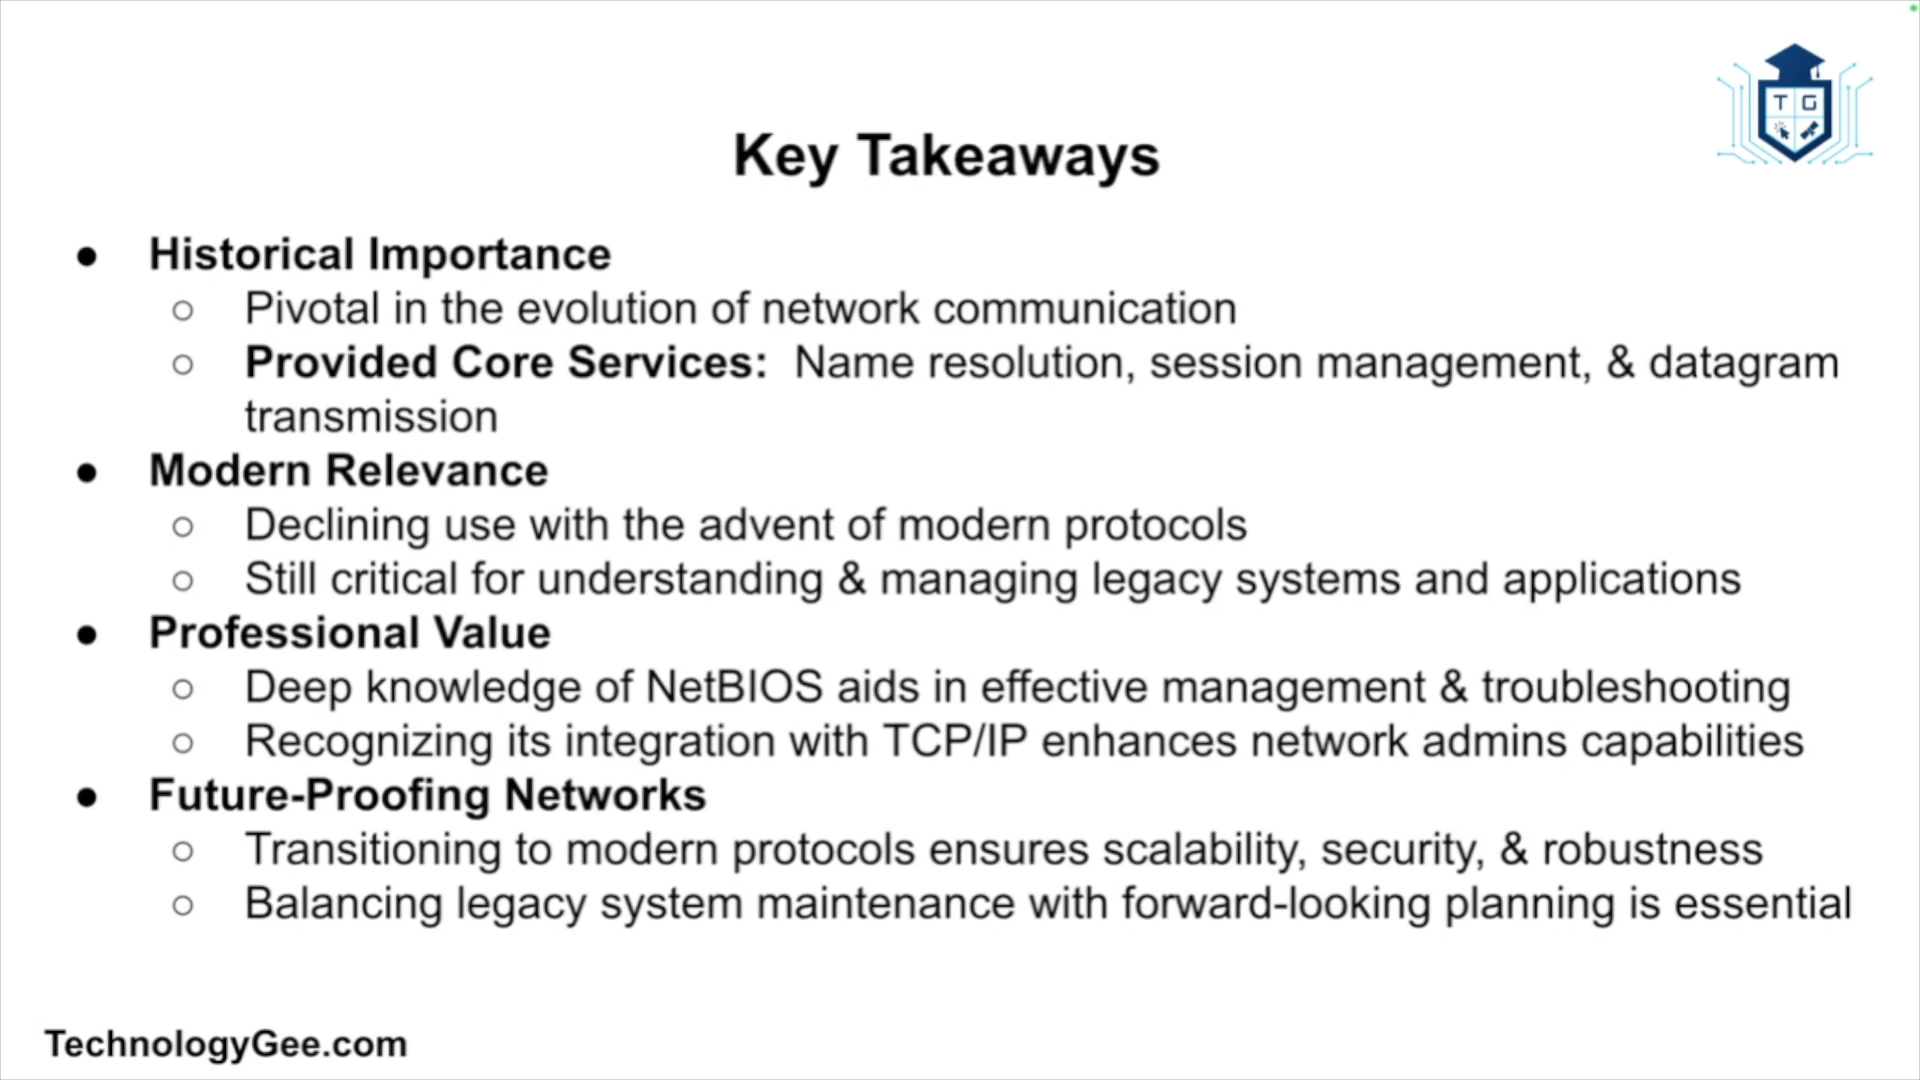 T G
Key Takeaways
● Historical Importance
○ Pivotal in the evolution of network communication
○ Provided Core Services: Name resolution, session management, & datagram
transmission
● Modern Relevance
○ Declining use with the advent of modern protocols
○ Still critical for understanding & managing legacy systems and applications
● Professional Value
○ Deep knowledge of NetBIOS aids in effective management & troubleshooting
○ Recognizing its integration with TCP/IP enhances network admins capabilities
● Future-Proofing Networks
○ Transitioning to modern protocols ensures scalability, security, & robustness
○ Balancing legacy system maintenance with forward-looking planning is essential
TechnologyGee.com